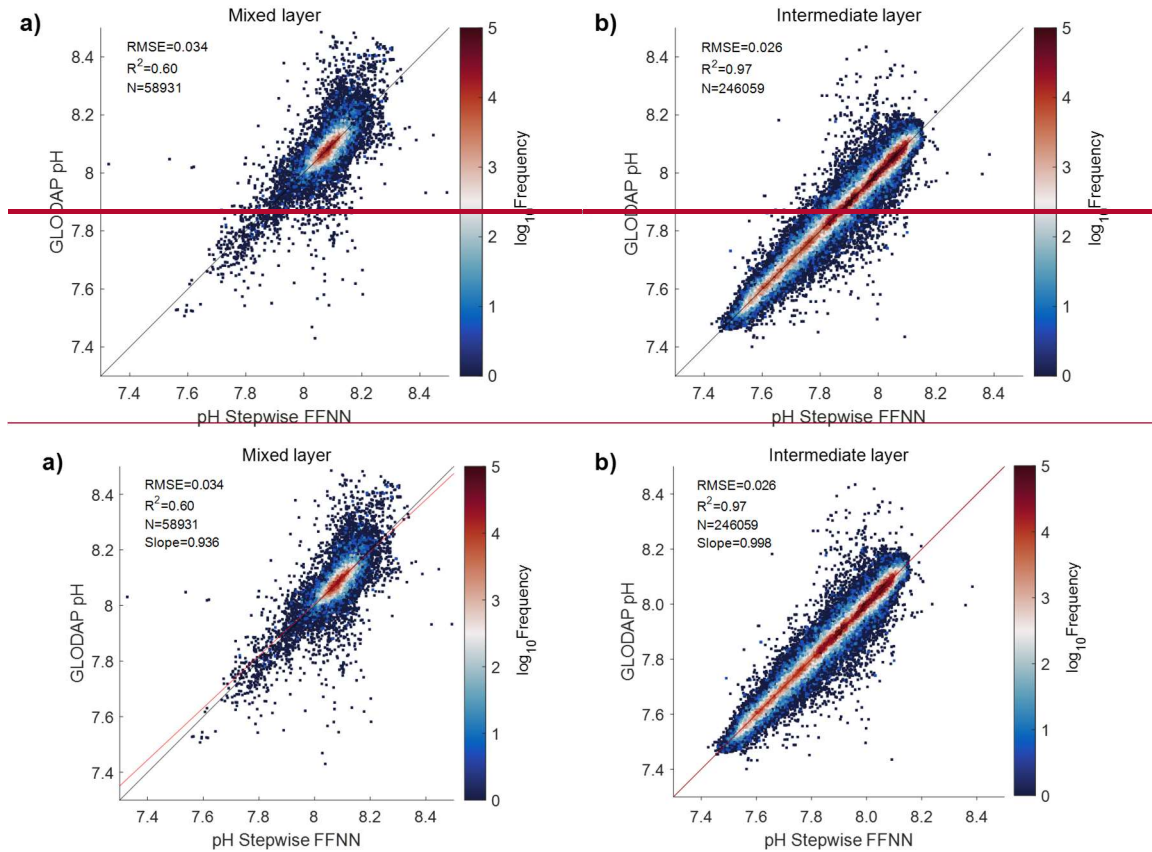 a)
Mixed layer
RMSE=0.034
R²=0.60
N=58931
8.4
8.2
8
7.8
7.6
7.4
GLODAP pH
7.4 7.6 7.8 8 8.2 8.4
pH Stepwise FFNN
5
4
3
2
1
0
log₁₀Frequency
b)
Intermediate layer
RMSE=0.026
R²=0.97
N=246059
8.4
8.2
8
7.8
7.6
7.4
GLODAP pH
7.4 7.6 7.8 8 8.2 8.4
pH Stepwise FFNN
5
4
3
2
1
0
log₁₀Frequency
a)
Mixed layer
RMSE=0.034
R²=0.60
N=58931
Slope=0.936
8.4
8.2
8.0
7.8
7.6
7.4
GLODAP pH
7.4 7.6 7.8 8.0 8.2 8.4
pH Stepwise FFNN
5
4
3
2
1
0
log₁₀Frequency
b)
Intermediate layer
RMSE=0.026
R²=0.97
N=246059
Slope=0.998
8.4
8.2
8.0
7.8
7.6
7.4
GLODAP pH
7.4 7.6 7.8 8.0 8.2 8.4
pH Stepwise FFNN
5
4
3
2
1
0
log₁₀Frequency